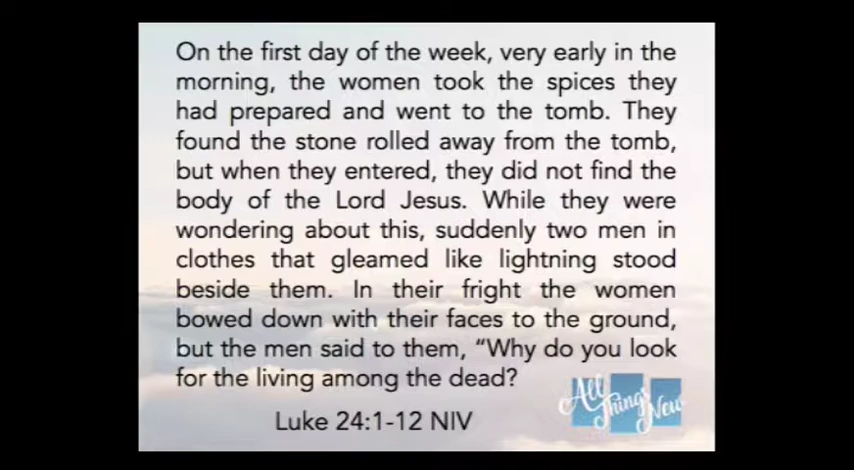 On the first day of the week, very early in the
morning, the women took the spices they
had prepared and went to the tomb. They
found the stone rolled away from the tomb,
but when they entered, they did not find the
body of the Lord Jesus. While they were
wondering about this, suddenly two men in
clothes that gleamed like lightning stood
beside them. In their fright the women
bowed down with their faces to the ground,
but the men said to them, “Why do you look
for the living among the dead?
Luke 24:1-12 NIV
All
Things
New